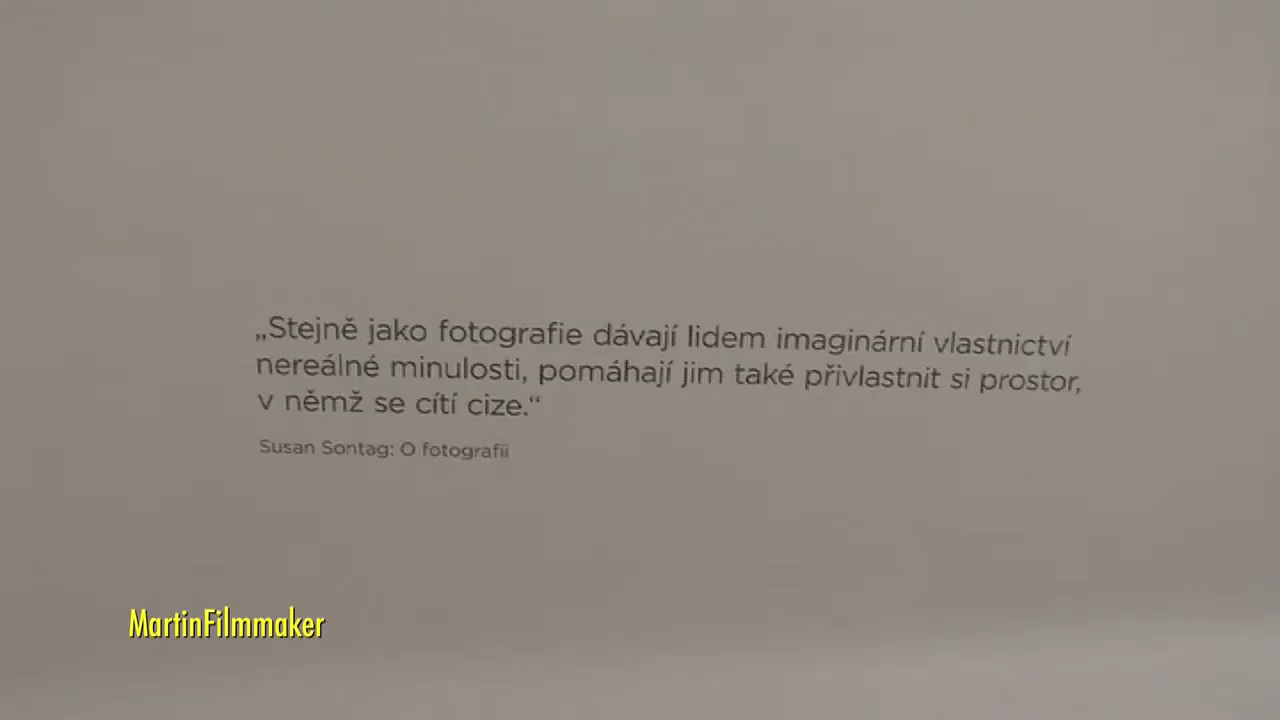 „Stejně jako fotografie dávají lidem imaginární vlastnictví
nereálné minulosti, pomáhají jim také přivlastnit si prostor,
v němž se cítí cize.“
Susan Sontag: O fotografii
MartinFilmmaker